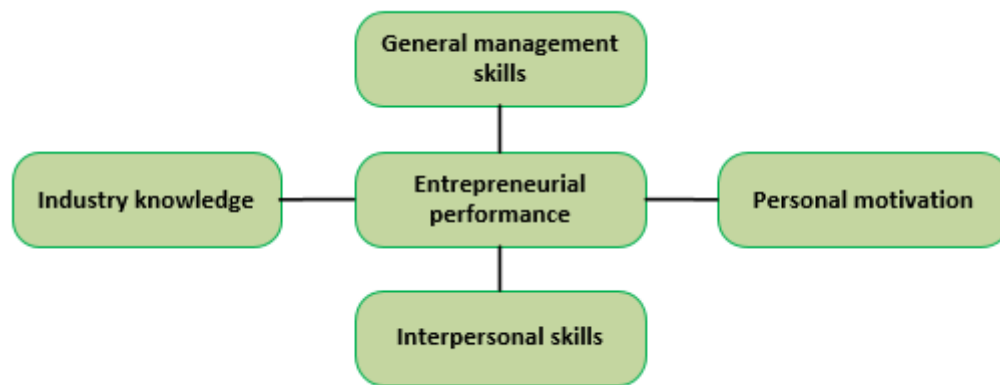 General management
skills
Industry knowledge
Entrepreneurial
performance
Personal motivation
Interpersonal skills